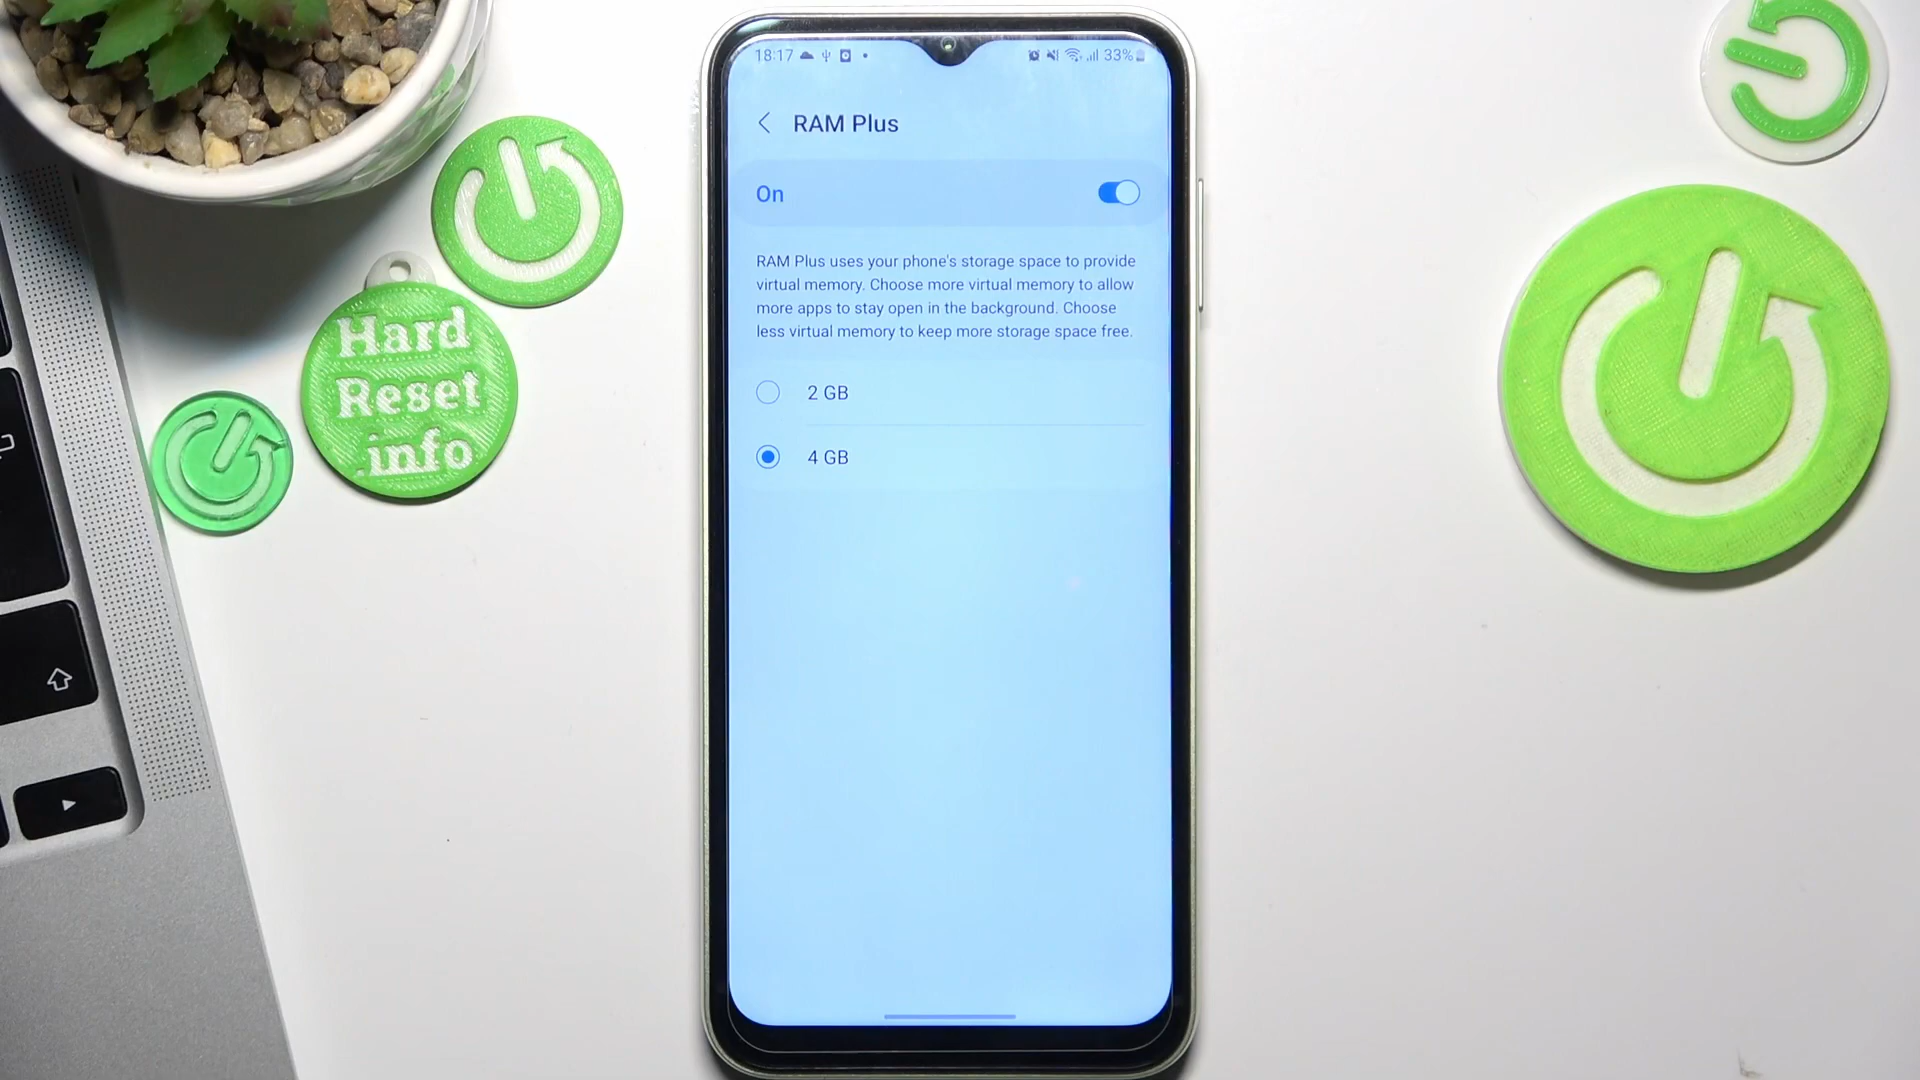 18:17
33%
RAM Plus
On
RAM Plus uses your phone's storage space to provide
virtual memory. Choose more virtual memory to allow
more apps to stay open in the background. Choose
less virtual memory to keep more storage space free.
2 GB
4 GB
Hard
Reset
.info